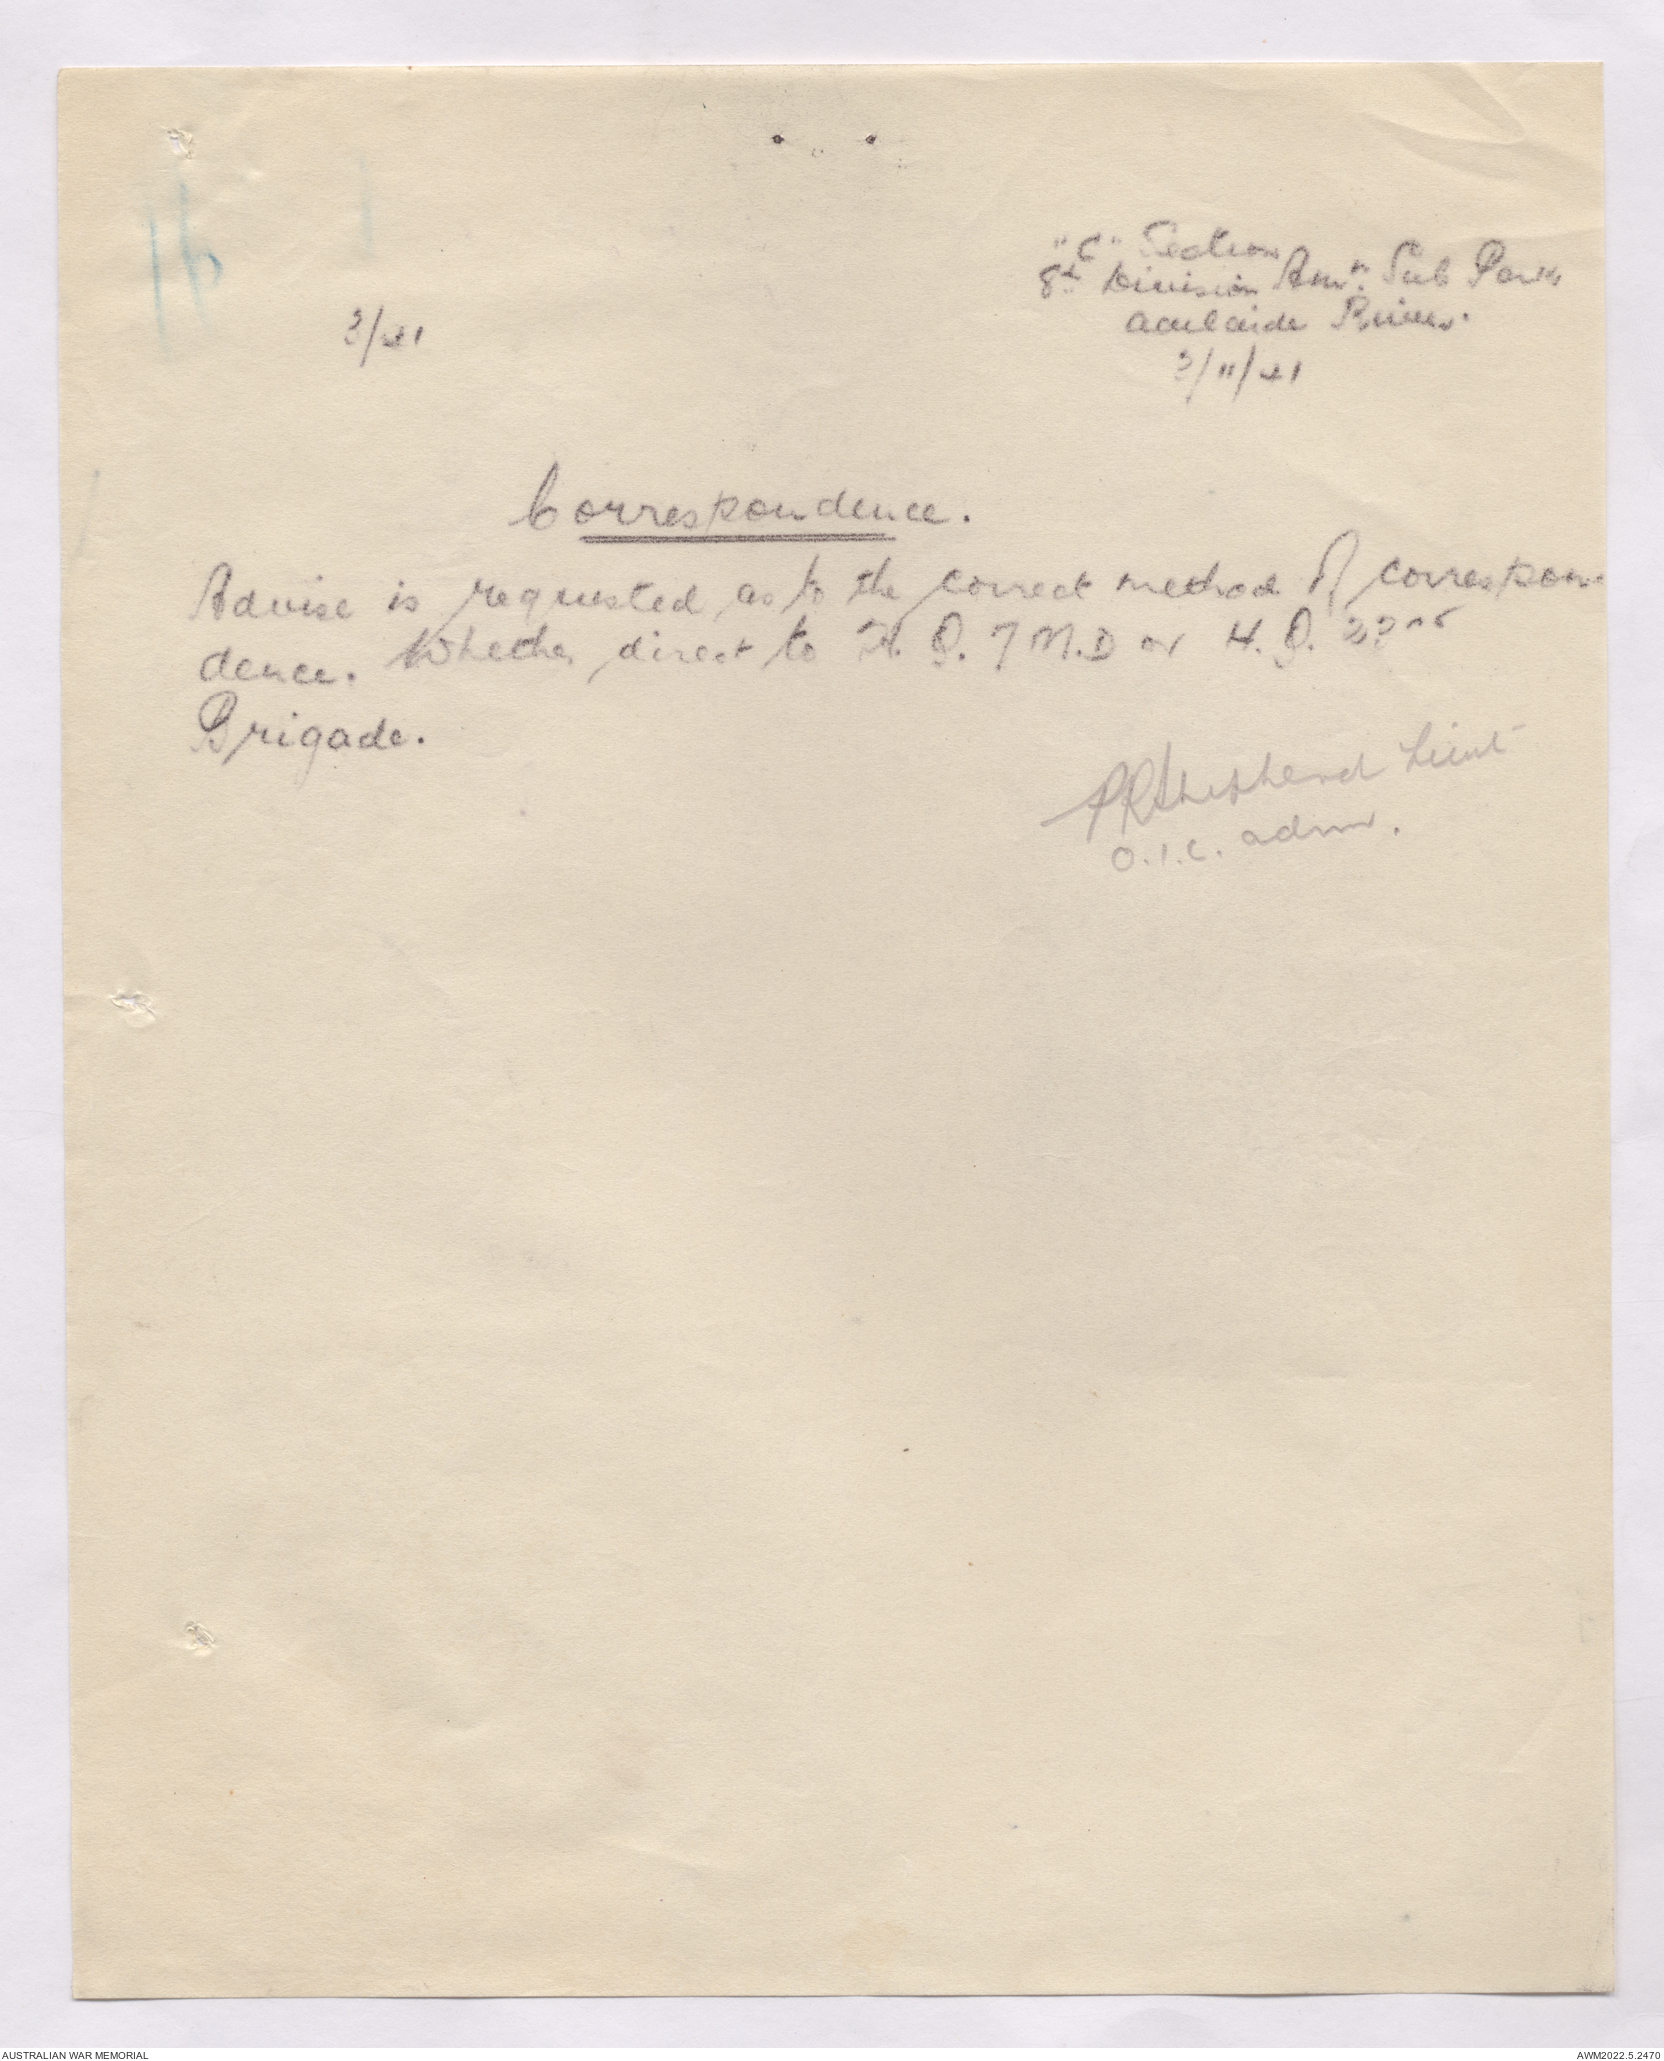 "C" Section
8th Division Amn. Sub Park
Adelaide River.
3/41
3/11/41
Correspondence.
Advise is requested as to the correct method of correspon-
dence. Whether direct to H. Q. 7 M.D or H. Q. 23rd
Brigade.
Shepherd Lieut
O.I.C. adm.
AUSTRALIAN WAR MEMORIAL
AWM2022.5.2470